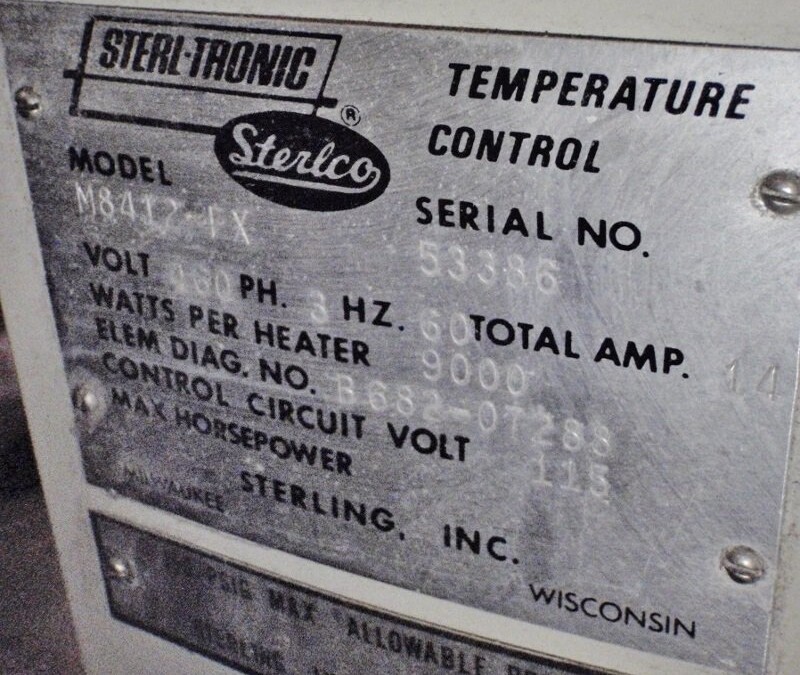 STERL-TRONIC
Sterlco ®
TEMPERATURE
CONTROL
MODEL
SERIAL NO.
53386
VOLT 460 PH. 3 HZ. 60 TOTAL AMP. 14
WATTS PER HEATER 9000
ELEM DIAG. NO. B682-07288
CONTROL CIRCUIT VOLT 115
MAX HORSEPOWER
STERLING, INC.
MILWAUKEE WISCONSIN
PSIG MAX ALLOWABLE
STERLING